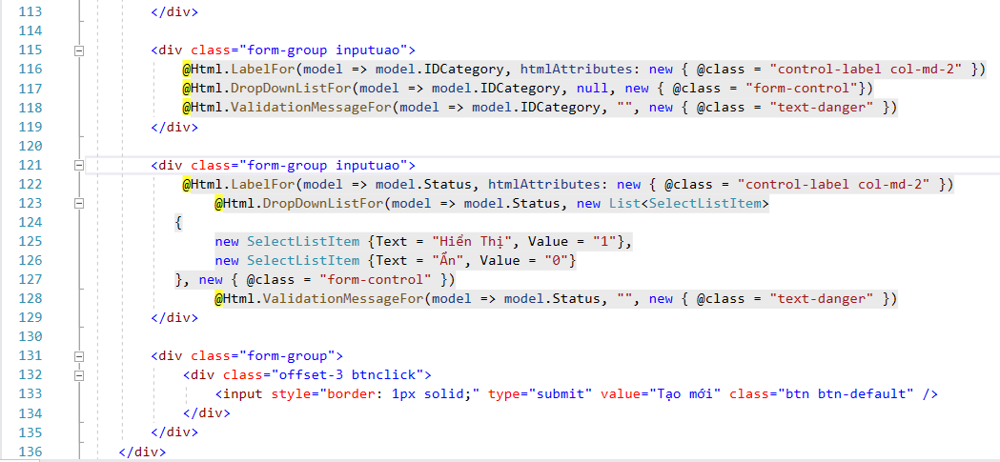 113 </div>
114
115 <div class="form-group inputuao">
116 @Html.LabelFor(model => model.IDCategory, htmlAttributes: new { @class = "control-label col-md-2" })
117 @Html.DropDownListFor(model => model.IDCategory, null, new { @class = "form-control"})
118 @Html.ValidationMessageFor(model => model.IDCategory, "", new { @class = "text-danger" })
119 </div>
120
121 <div class="form-group inputuao">
122 @Html.LabelFor(model => model.Status, htmlAttributes: new { @class = "control-label col-md-2" })
123 @Html.DropDownListFor(model => model.Status, new List<SelectListItem>
124 {
125 new SelectListItem {Text = "Hiển Thị", Value = "1"},
126 new SelectListItem {Text = "Ẩn", Value = "0"}
127 }, new { @class = "form-control" })
128 @Html.ValidationMessageFor(model => model.Status, "", new { @class = "text-danger" })
129 </div>
130
131 <div class="form-group">
132 <div class="offset-3 btnclick">
133 <input style="border: 1px solid;" type="submit" value="Tạo mới" class="btn btn-default" />
134 </div>
135 </div>
136 </div>